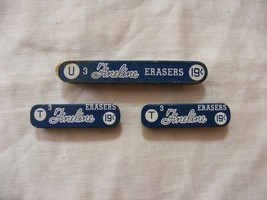 U 3 Fineline ERASERS 19¢
T 3 Fineline ERASERS 19¢
T 3 Fineline ERASERS 19¢